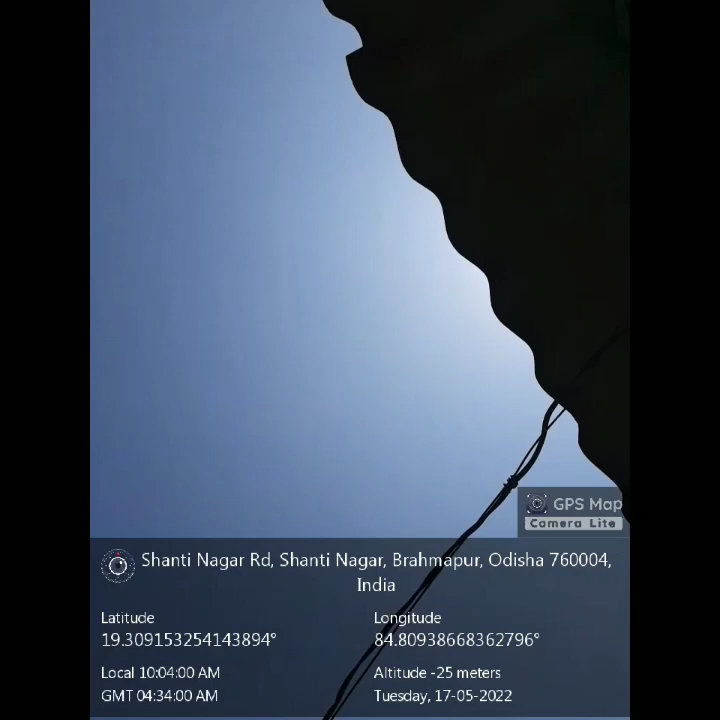 GPS Map
Camera Lite
Shanti Nagar Rd, Shanti Nagar, Brahmapur, Odisha 760004,
India
Latitude
19.309153254143894°
Longitude
84.80938668362796°
Local 10:04:00 AM
GMT 04:34:00 AM
Altitude -25 meters
Tuesday, 17-05-2022